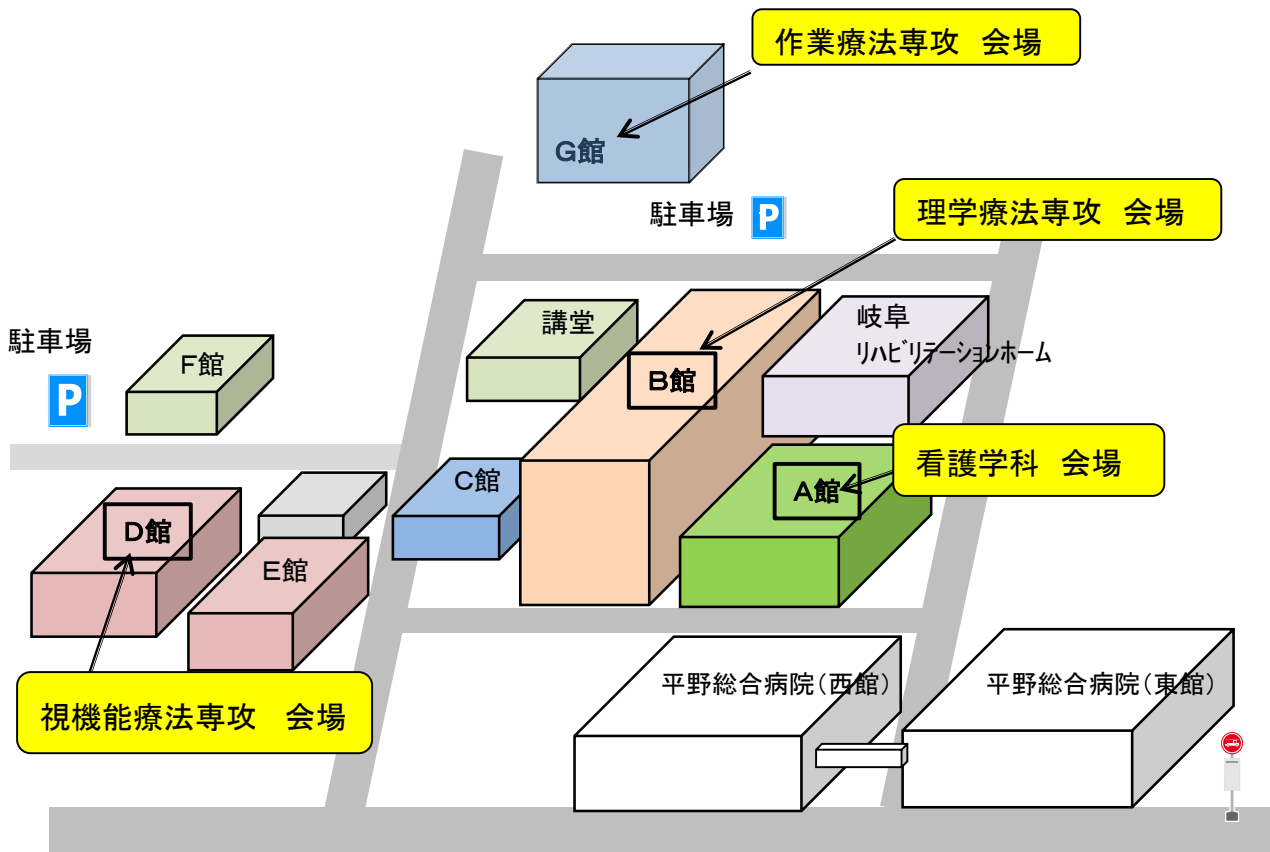 作業療法専攻　会場
G館
理学療法専攻　会場
駐車場 P
講堂
岐阜
ﾘﾊﾋﾞﾘﾃｰｼｮﾝホーム
駐車場
P
F館
B館
看護学科　会場
C館
A館
D館
E館
平野総合病院（西館）
平野総合病院（東館）
視機能療法専攻　会場